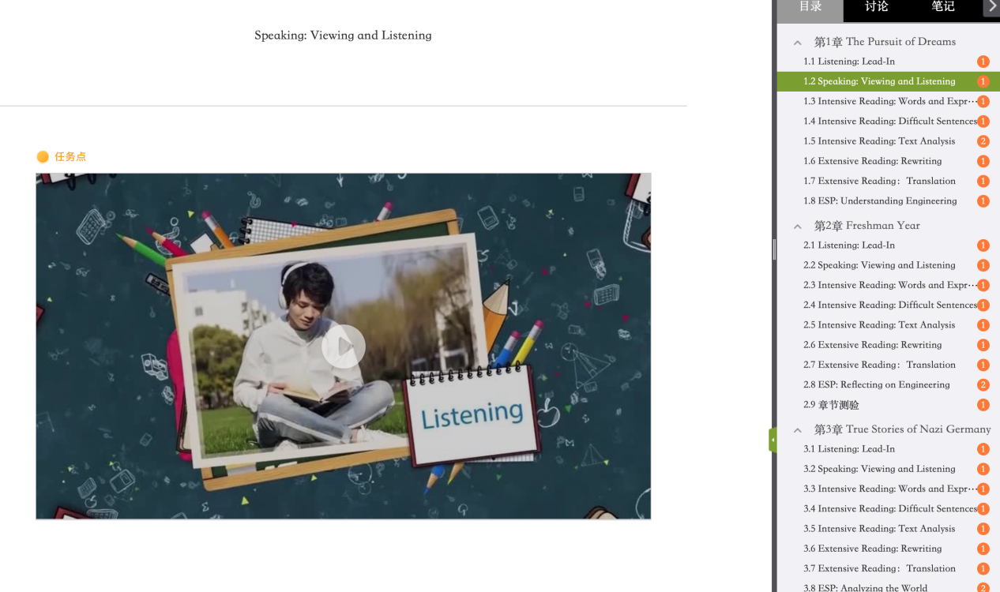 Speaking: Viewing and Listening
任务点
Listening
目录
讨论
笔记
第1章 The Pursuit of Dreams
1.1 Listening: Lead-In 1
1.2 Speaking: Viewing and Listening 1
1.3 Intensive Reading: Words and Expr··· 1
1.4 Intensive Reading: Difficult Sentences 1
1.5 Intensive Reading: Text Analysis 2
1.6 Extensive Reading: Rewriting 1
1.7 Extensive Reading：Translation 1
1.8 ESP: Understanding Engineering 1
第2章 Freshman Year
2.1 Listening: Lead-In 1
2.2 Speaking: Viewing and Listening 1
2.3 Intensive Reading: Words and Expr··· 1
2.4 Intensive Reading: Difficult Sentences 1
2.5 Intensive Reading: Text Analysis 1
2.6 Extensive Reading: Rewriting 1
2.7 Extensive Reading：Translation 1
2.8 ESP: Reflecting on Engineering 2
2.9 章节测验 1
第3章 True Stories of Nazi Germany
3.1 Listening: Lead-In 1
3.2 Speaking: Viewing and Listening 1
3.3 Intensive Reading: Words and Expr··· 1
3.4 Intensive Reading: Difficult Sentences 1
3.5 Intensive Reading: Text Analysis 1
3.6 Extensive Reading: Rewriting 1
3.7 Extensive Reading：Translation 1
3.8 ESP: Analyzing the World 2